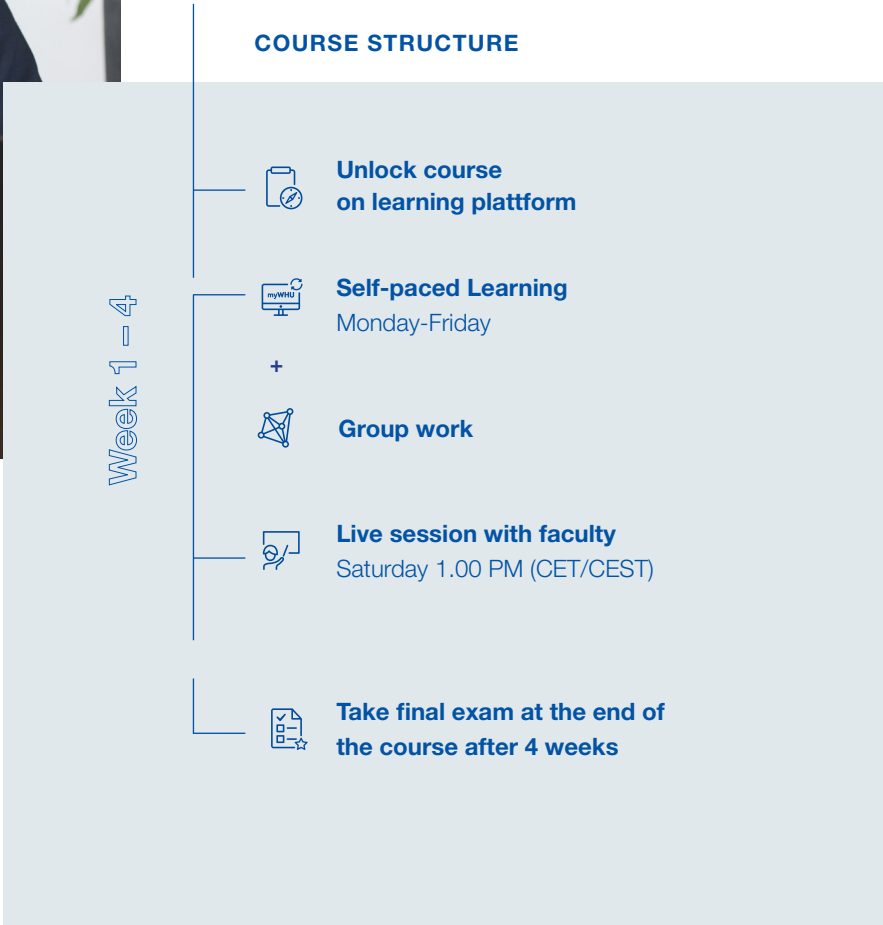 COURSE STRUCTURE
Unlock course
on learning plattform
myWHU
Self-paced Learning
Monday-Friday
+
Week 1 – 4
Group work
Live session with faculty
Saturday 1.00 PM (CET/CEST)
Take final exam at the end of
the course after 4 weeks